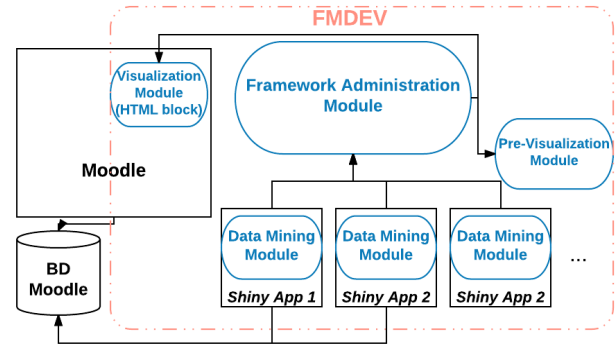 FMDEV
Visualization
Module
(HTML block)
Framework Administration
Module
Pre-Visualization
Module
Moodle
BD
Moodle
Data Mining
Module
Shiny App 1
Data Mining
Module
Shiny App 2
Data Mining
Module
Shiny App 2
...